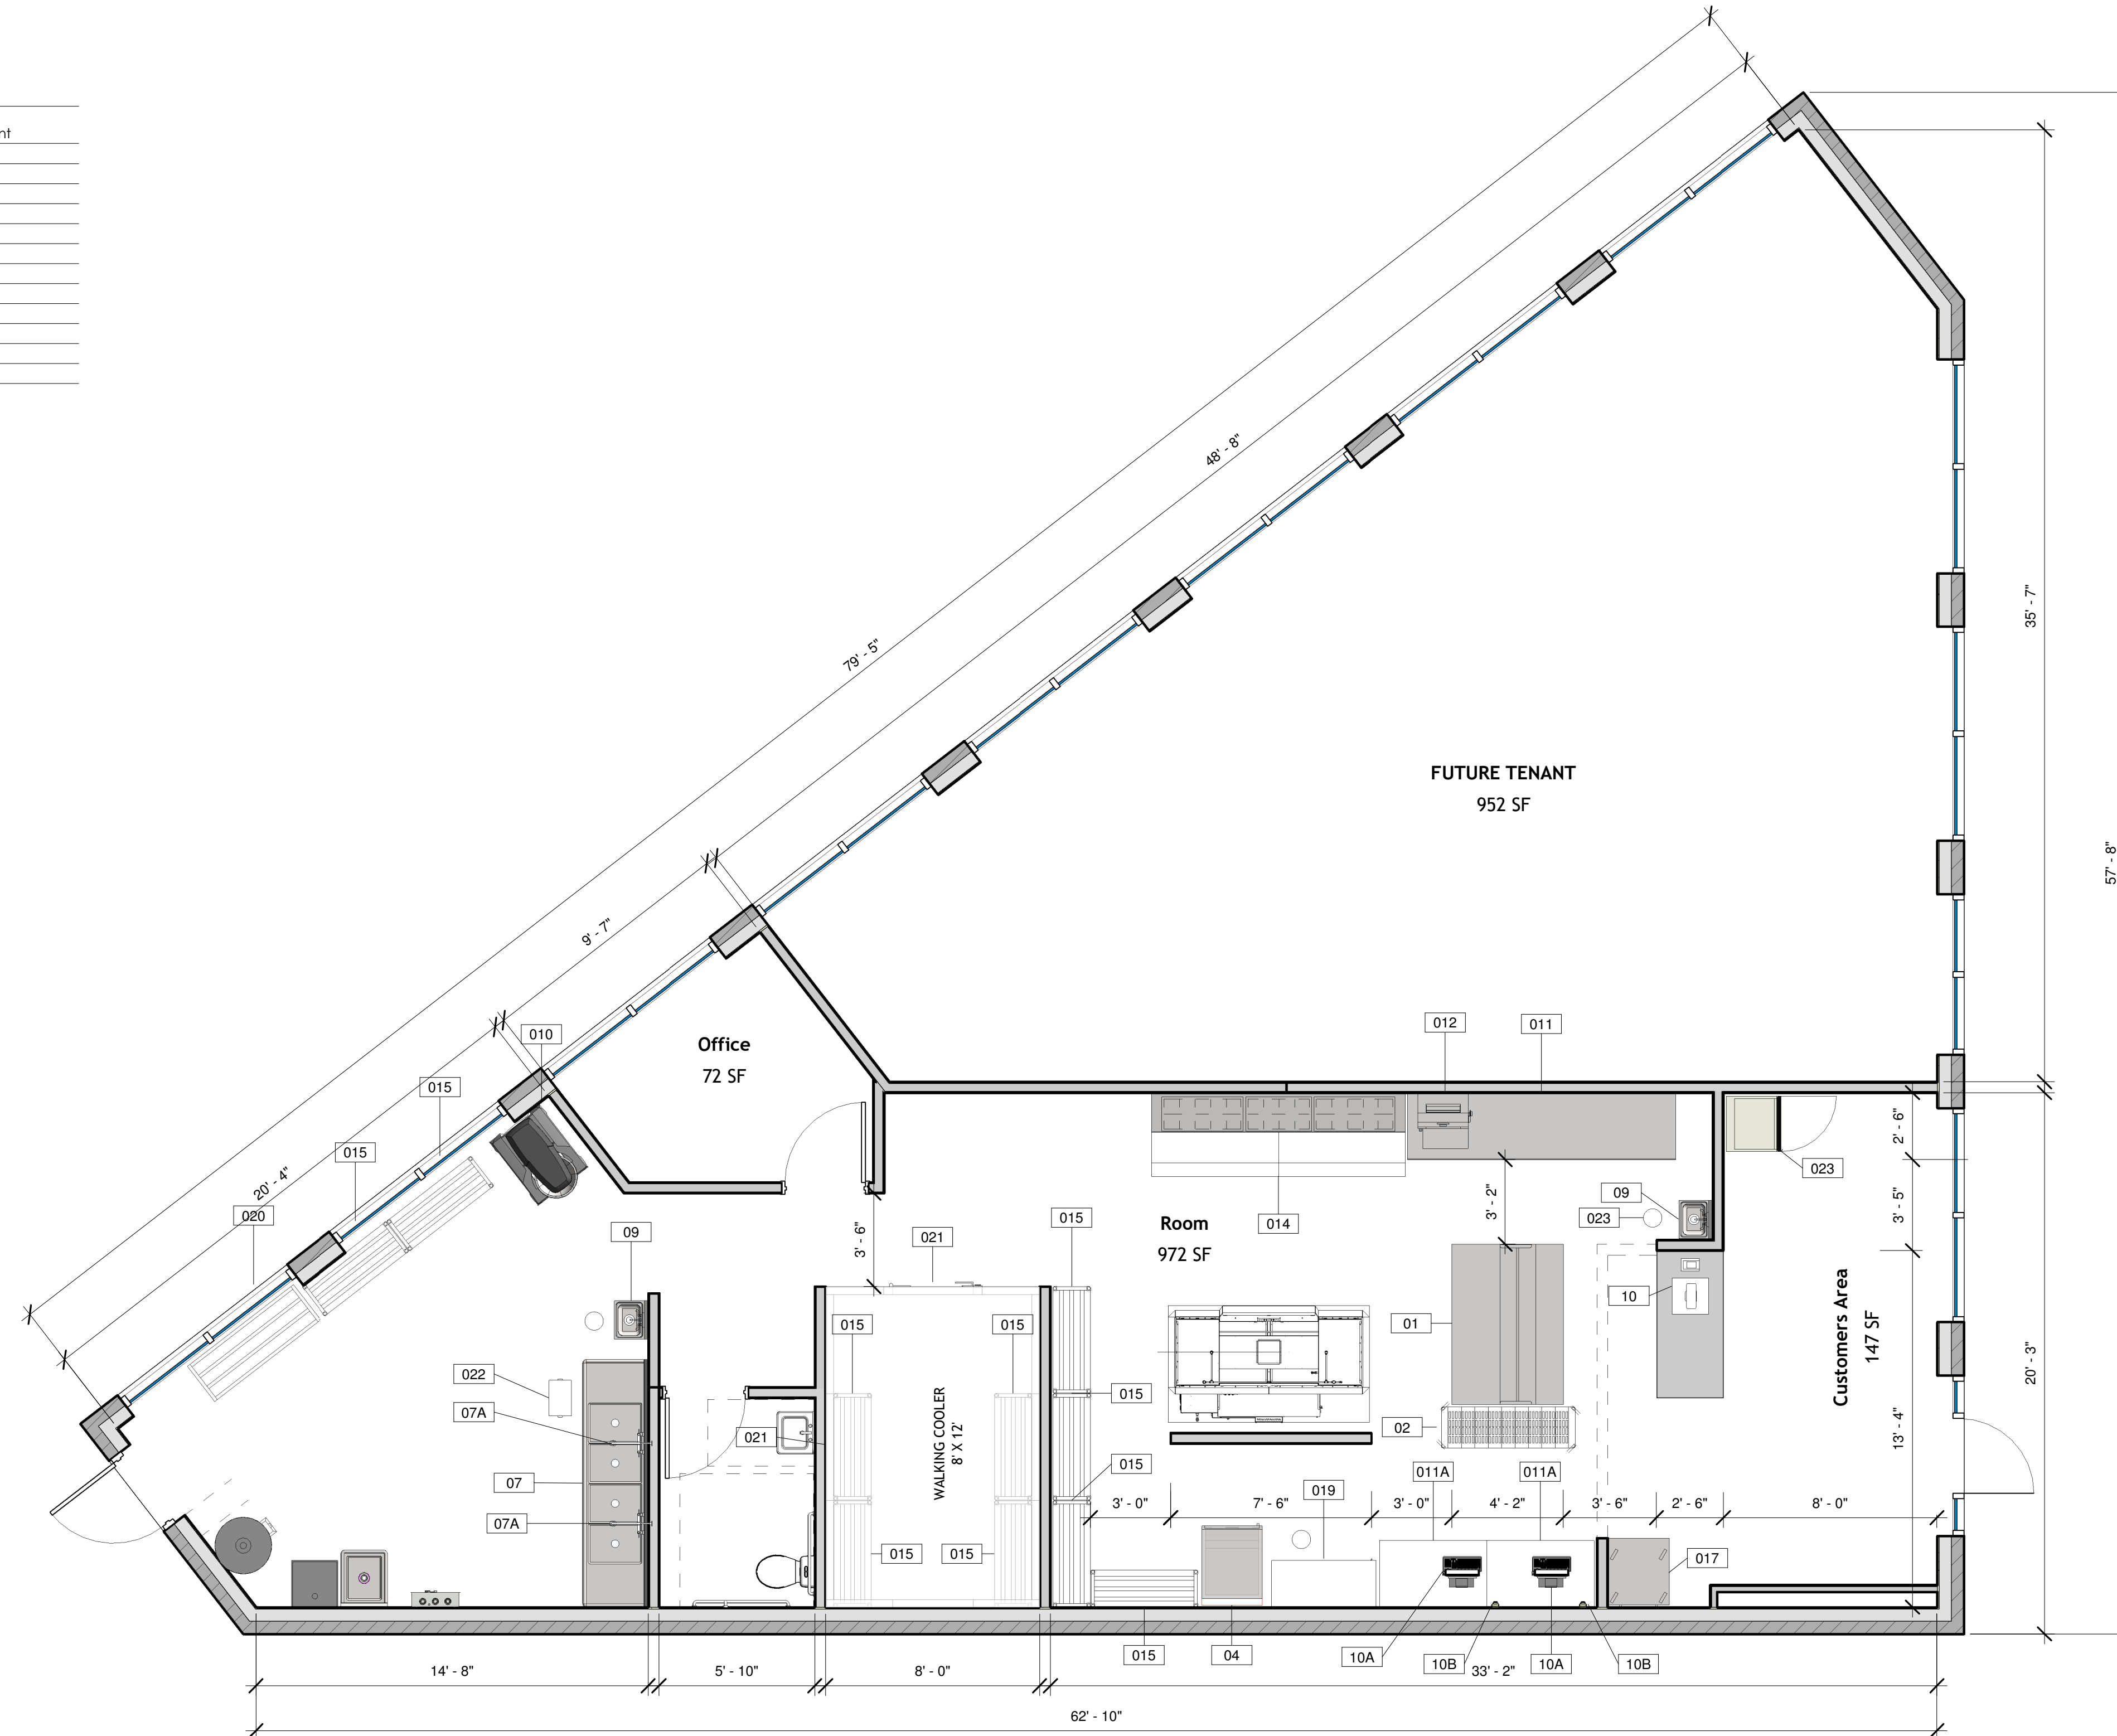 nt
79' - 5"
48' - 8"
9' - 7"
20' - 4"
35' - 7"
57' - 8"
20' - 3"
FUTURE TENANT
952 SF
Office
72 SF
010
015
015
020
012
011
2' - 6"
023
3' - 5"
09
023
3' - 2"
014
Room
972 SF
015
3' - 6"
021
09
015
015
01
10
Customers Area
147 SF
022
07A
021
WALKING COOLER
8' X 12'
015
02
13' - 4"
07
07A
015
015
015
019
011A
011A
3' - 0"
7' - 6"
3' - 0"
4' - 2"
3' - 6"
2' - 6"
8' - 0"
017
015
04
10A
10B
10A
10B
14' - 8"
5' - 10"
8' - 0"
33' - 2"
62' - 10"